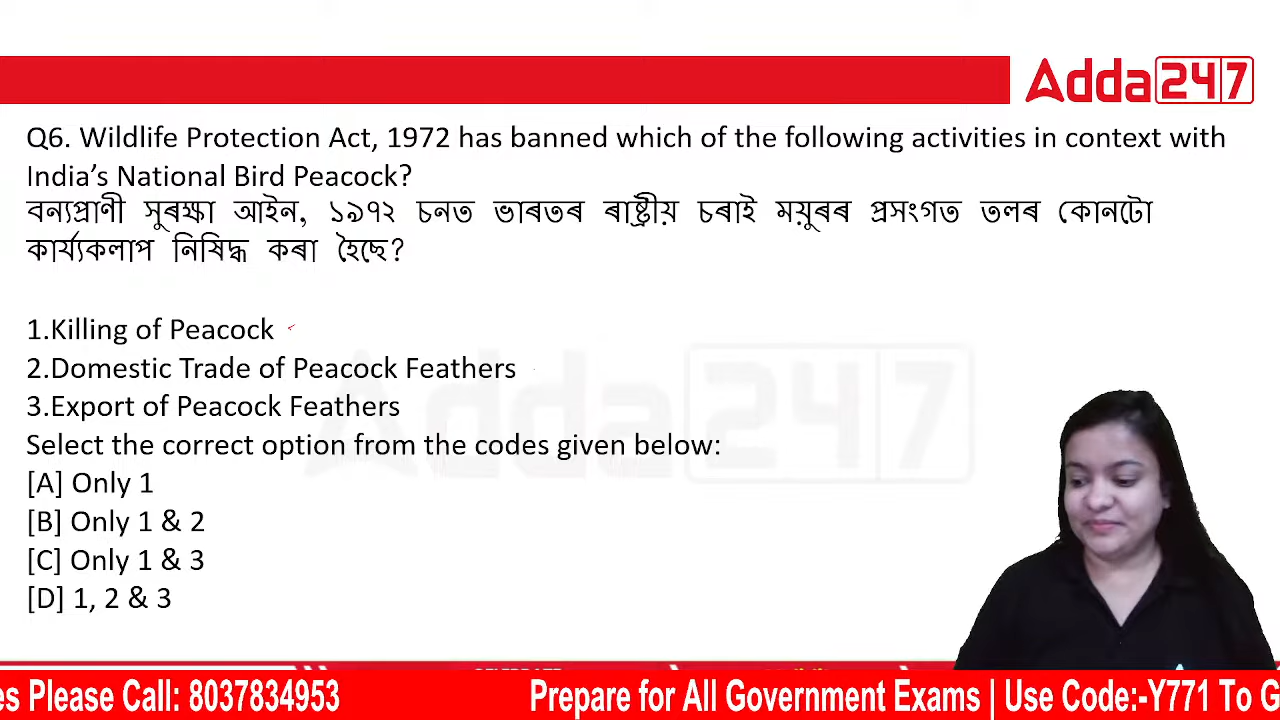 Adda247
Q6. Wildlife Protection Act, 1972 has banned which of the following activities in context with
India’s National Bird Peacock?
বন্যপ্ৰাণী সুৰক্ষা আইন, ১৯৭২ চনত ভাৰতৰ ৰাষ্ট্ৰীয় চৰাই ময়ুৰৰ প্ৰসংগত তলৰ কোনটো
কাৰ্য্যকলাপ নিষিদ্ধ কৰা হৈছে?
1.Killing of Peacock
2.Domestic Trade of Peacock Feathers
3.Export of Peacock Feathers
Select the correct option from the codes given below:
[A] Only 1
[B] Only 1 & 2
[C] Only 1 & 3
[D] 1, 2 & 3
Adda247
es Please Call: 8037834953 Prepare for All Government Exams | Use Code:-Y771 To G